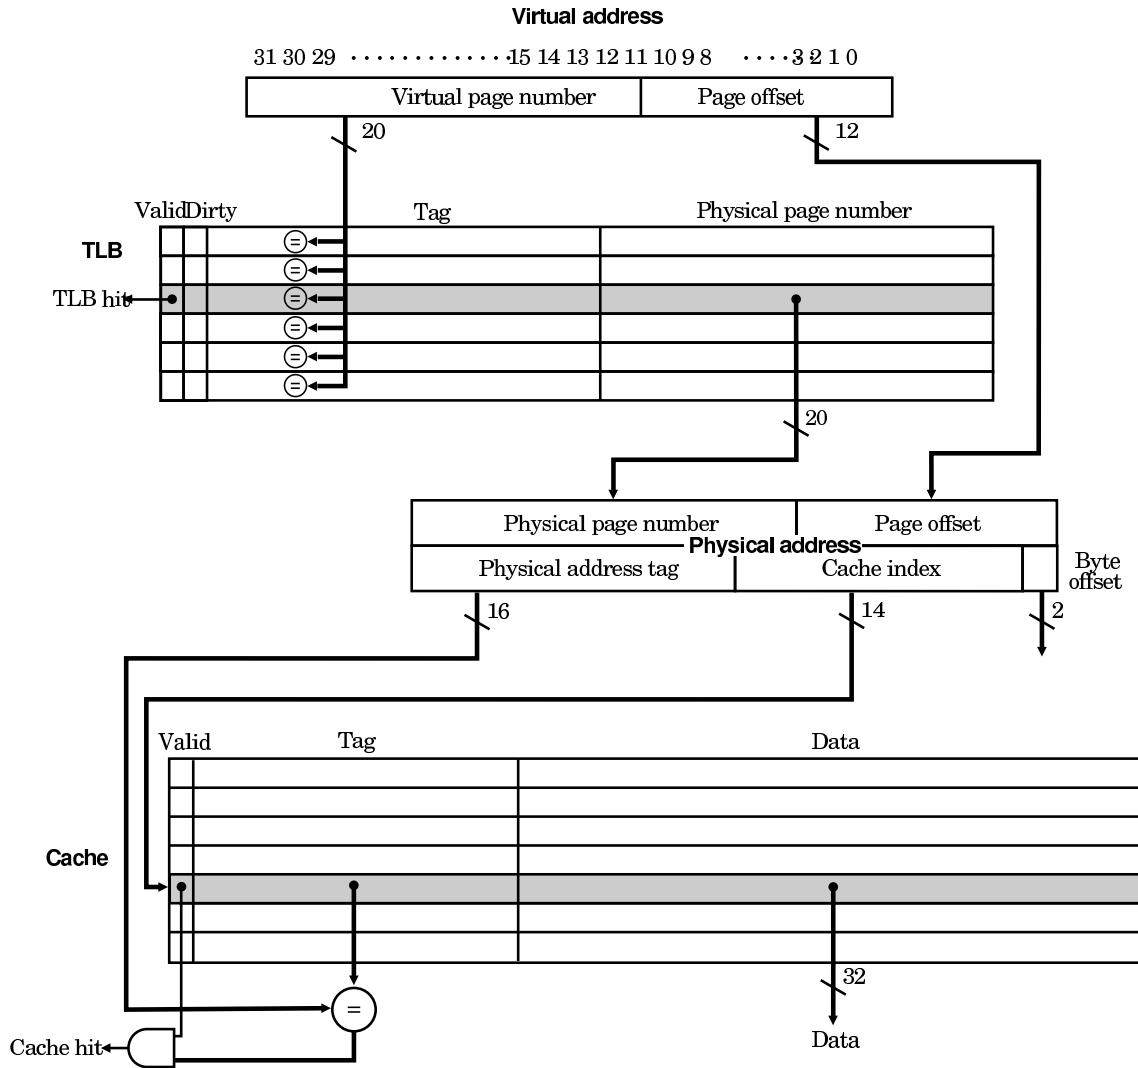 Virtual address
31 30 29 ·············15 14 13 12 11 10 9 8 ·····3 2 1 0
Virtual page number Page offset
20 12
Valid Dirty Tag Physical page number
TLB
=
=
TLB hit =
=
=
=
20
Physical page number Page offset
Physical address
Physical address tag Cache index Byte
offset
16 14 2
Valid Tag Data
Cache
32
=
Cache hit Data